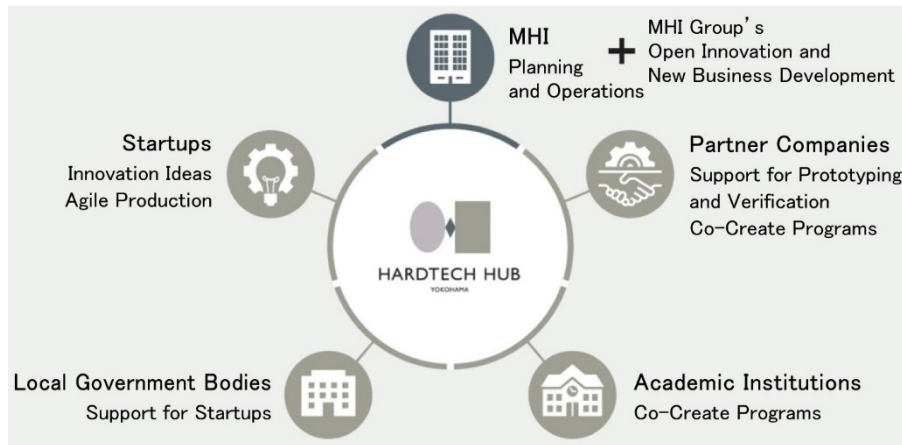 MHI
Planning
and Operations
+
MHI Group's
Open Innovation and
New Business Development
Startups
Innovation Ideas
Agile Production
Partner Companies
Support for Prototyping
and Verification
Co-Create Programs
HARDTECH HUB
YOKOHAMA
Local Government Bodies
Support for Startups
Academic Institutions
Co-Create Programs